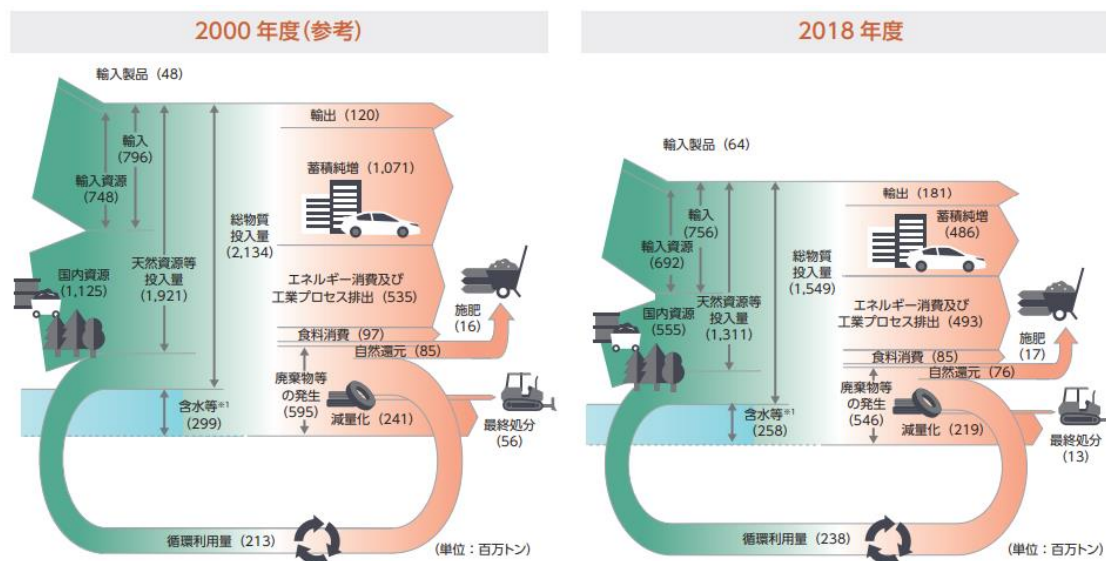 2000 年度(参考)
輸入製品（48）
輸入
(796)
輸入資源
(748)
国内資源
(1,125)
天然資源等
投入量
(1,921)
総物質
投入量
(2,134)
含水等※1
(299)
輸出（120）
蓄積純増（1,071）
エネルギー消費及び
工業プロセス排出（535）
食料消費（97）
自然還元（85）
施肥
(16)
廃棄物等
の発生
(595)
減量化（241）
最終処分
(56)
循環利用量（213）
(単位：百万トン)
2018 年度
輸入製品（64）
輸入
(756)
輸入資源
(692)
国内資源
(555)
天然資源等
投入量
(1,311)
総物質
投入量
(1,549)
含水等※1
(258)
輸出（181）
蓄積純増
(486)
エネルギー消費及び
工業プロセス排出（493）
食料消費（85）
自然還元（76）
施肥
(17)
廃棄物等
の発生
(546)
減量化（219）
最終処分
(13)
循環利用量（238）
(単位：百万トン)